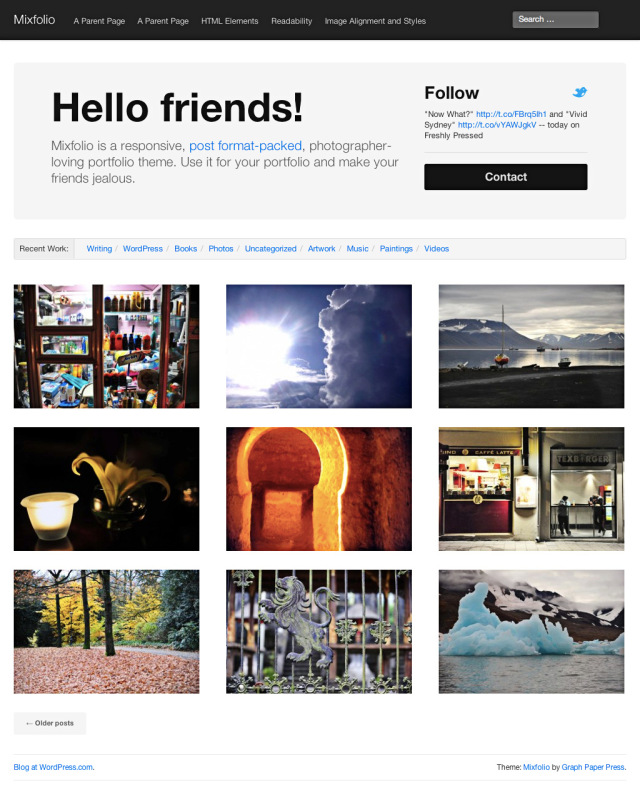 Mixfolio A Parent Page A Parent Page HTML Elements Readability Image Alignment and Styles Search ...
Hello friends!
Mixfolio is a responsive, post format-packed, photographer-
loving portfolio theme. Use it for your portfolio and make your
friends jealous.
Follow
"Now What?" http://t.co/FBrq5Ih1 and "Vivid
Sydney" http://t.co/vYAWJgkV -- today on
Freshly Pressed
Contact
Recent Work: Writing / WordPress / Books / Photos / Uncategorized / Artwork / Music / Paintings / Videos
CAFFÉ LATTE
TEXBURGER
← Older posts
Blog at WordPress.com. Theme: Mixfolio by Graph Paper Press.